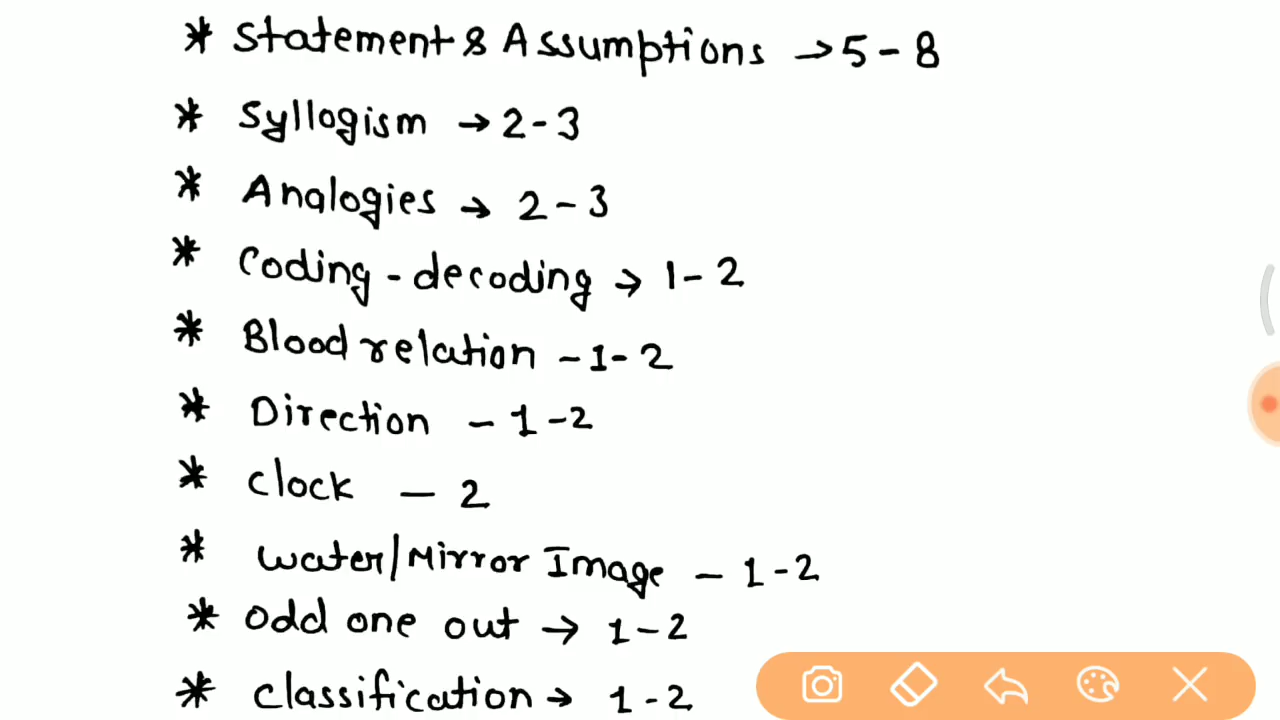 * Statement & Assumptions → 5 - 8
* Syllogism → 2 - 3
* Analogies → 2 - 3
* Coding - decoding → 1 - 2
* Blood relation - 1 - 2
* Direction - 1 - 2
* Clock - 2
* Water/Mirror Image - 1 - 2
* Odd one out → 1 - 2
* Classification → 1 - 2